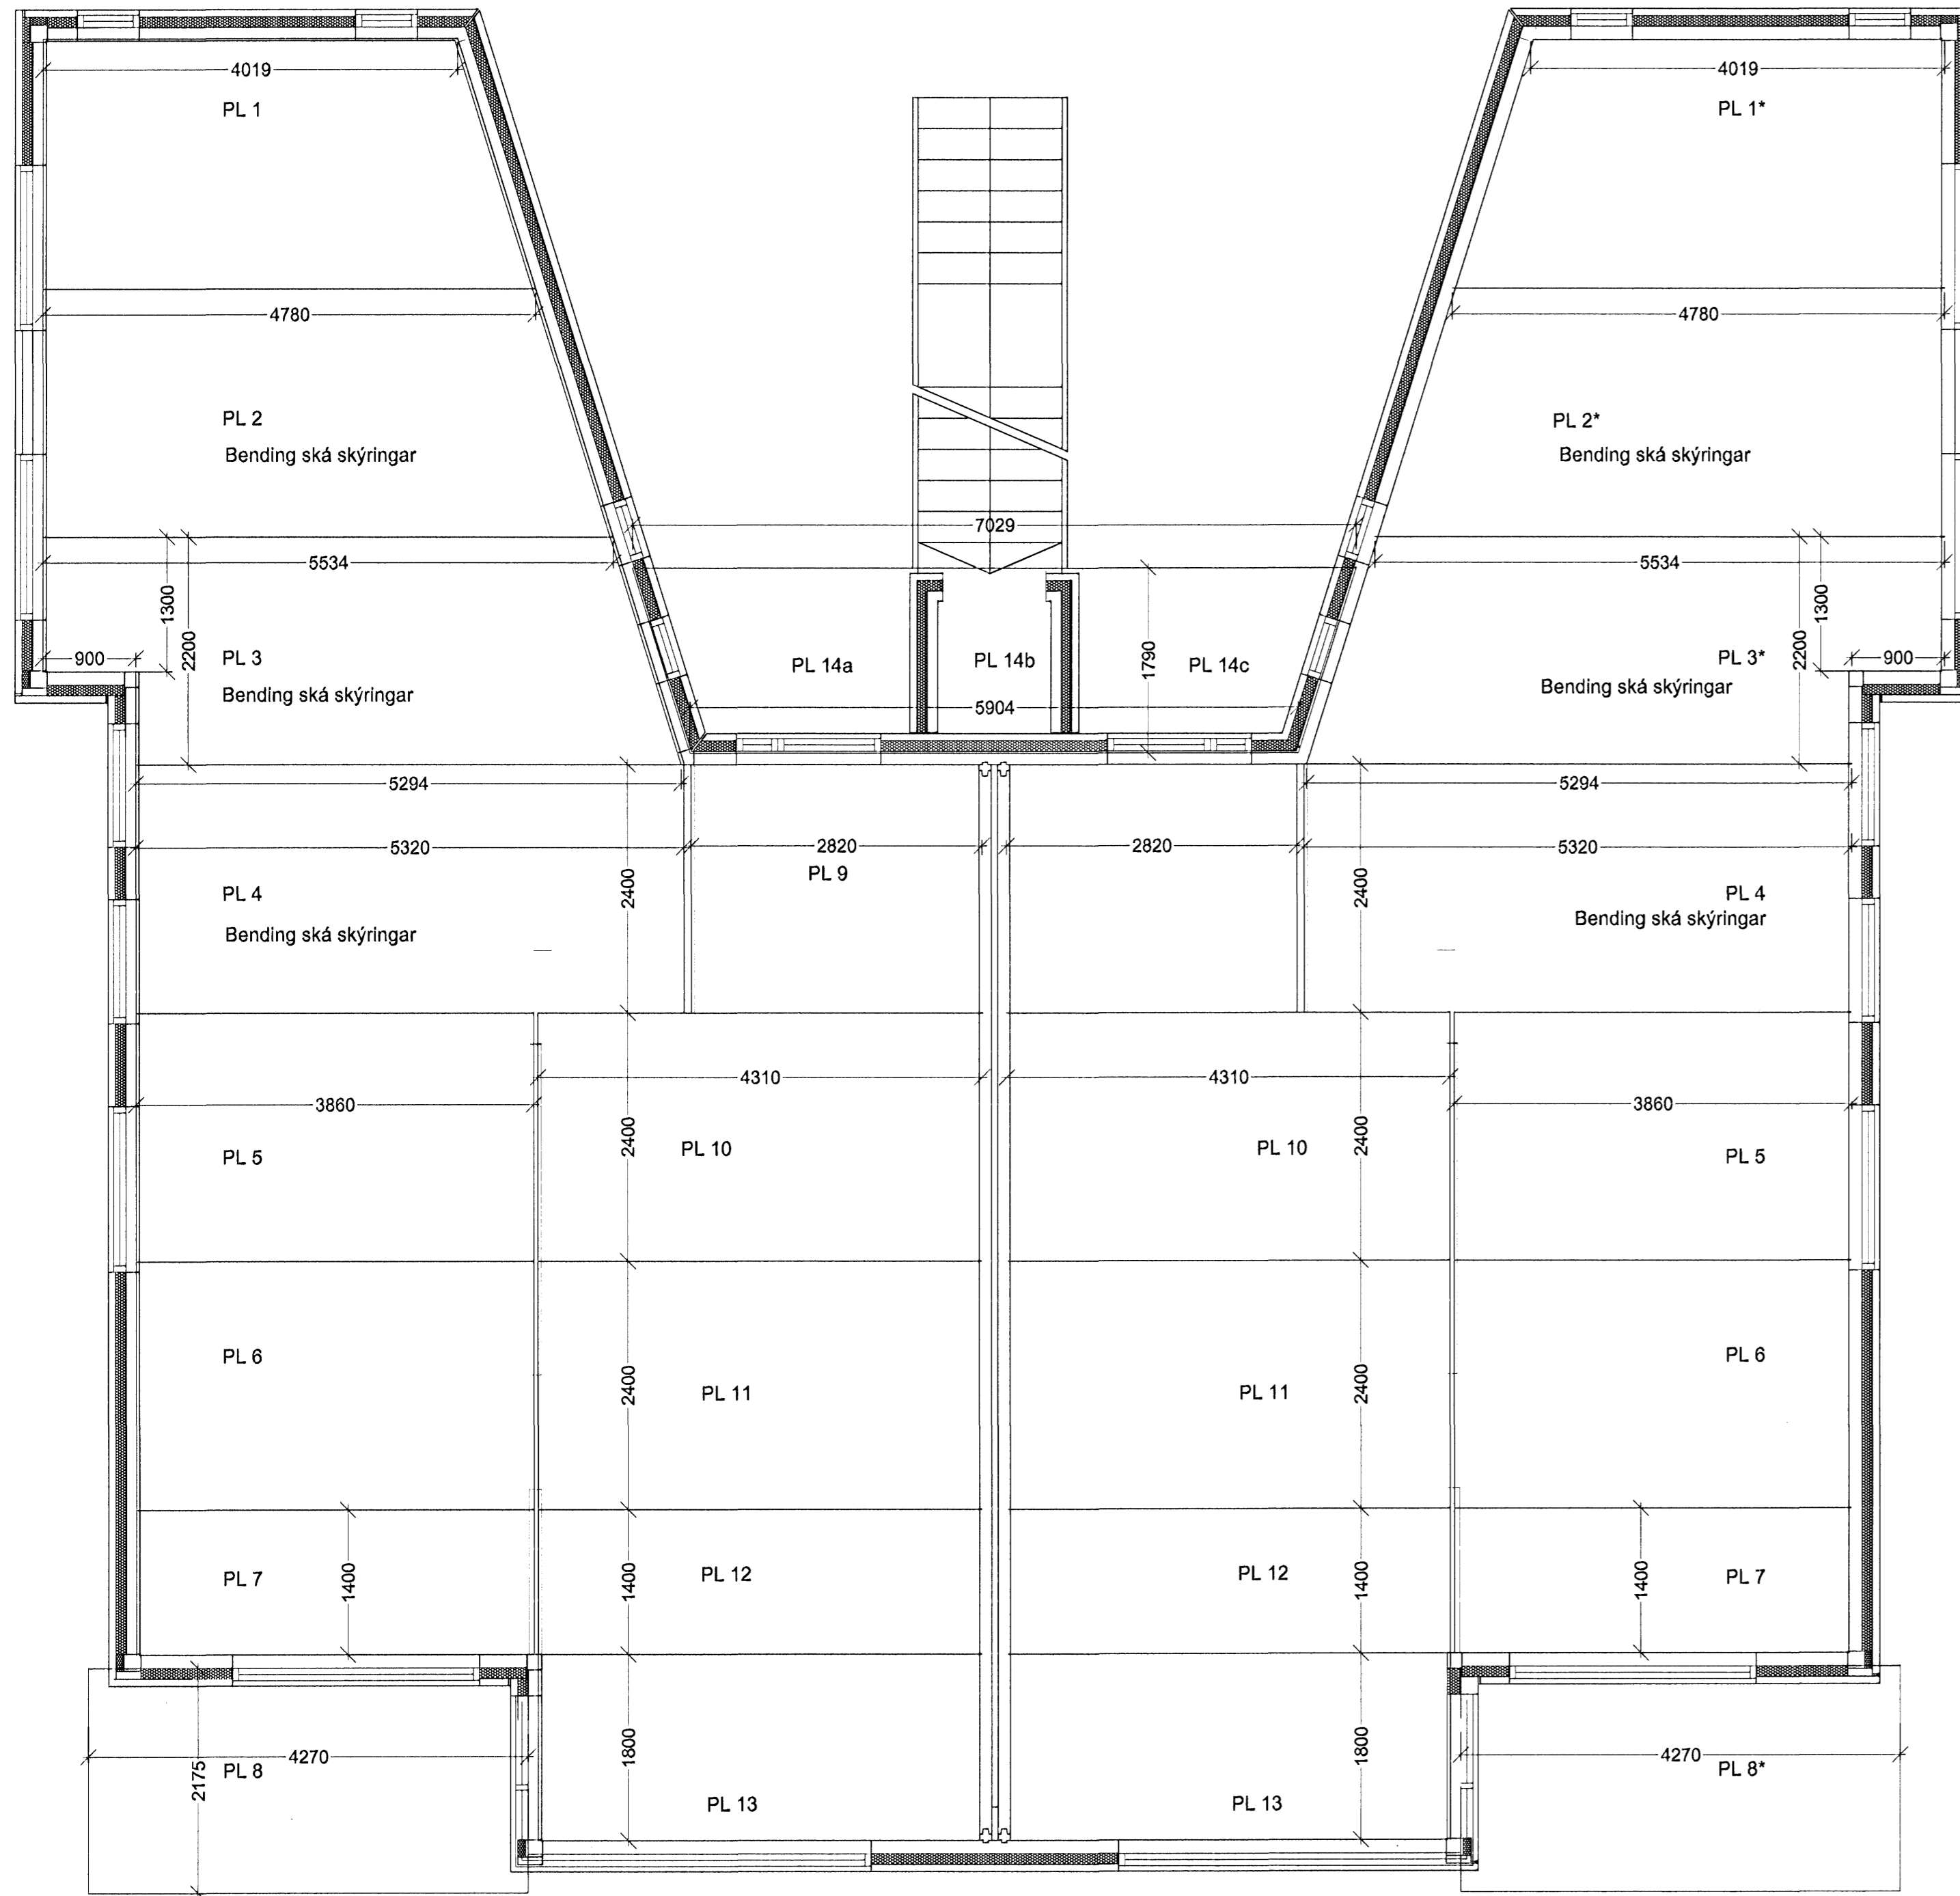 4019
4019
PL 1
PL 1*
4780
4780
PL 2
Bending ská skýringar
PL 2*
Bending ská skýringar
7029
5534
5534
1300
2200
1300
2200
900
PL 3
Bending ská skýringar
PL 14a
PL 14b
1790
PL 14c
PL 3*
900
Bending ská skýringar
5904
5294
5294
5320
2820
2820
5320
PL 9
PL 4
Bending ská skýringar
2400
2400
PL 4
Bending ská skýringar
4310
4310
3860
3860
PL 5
2400
PL 10
PL 10
2400
PL 5
PL 6
2400
PL 11
PL 11
2400
PL 6
PL 7
1400
1400
PL 12
PL 12
1400
1400
PL 7
4270
2175
PL 8
1800
1800
4270
PL 8*
PL 13
PL 13